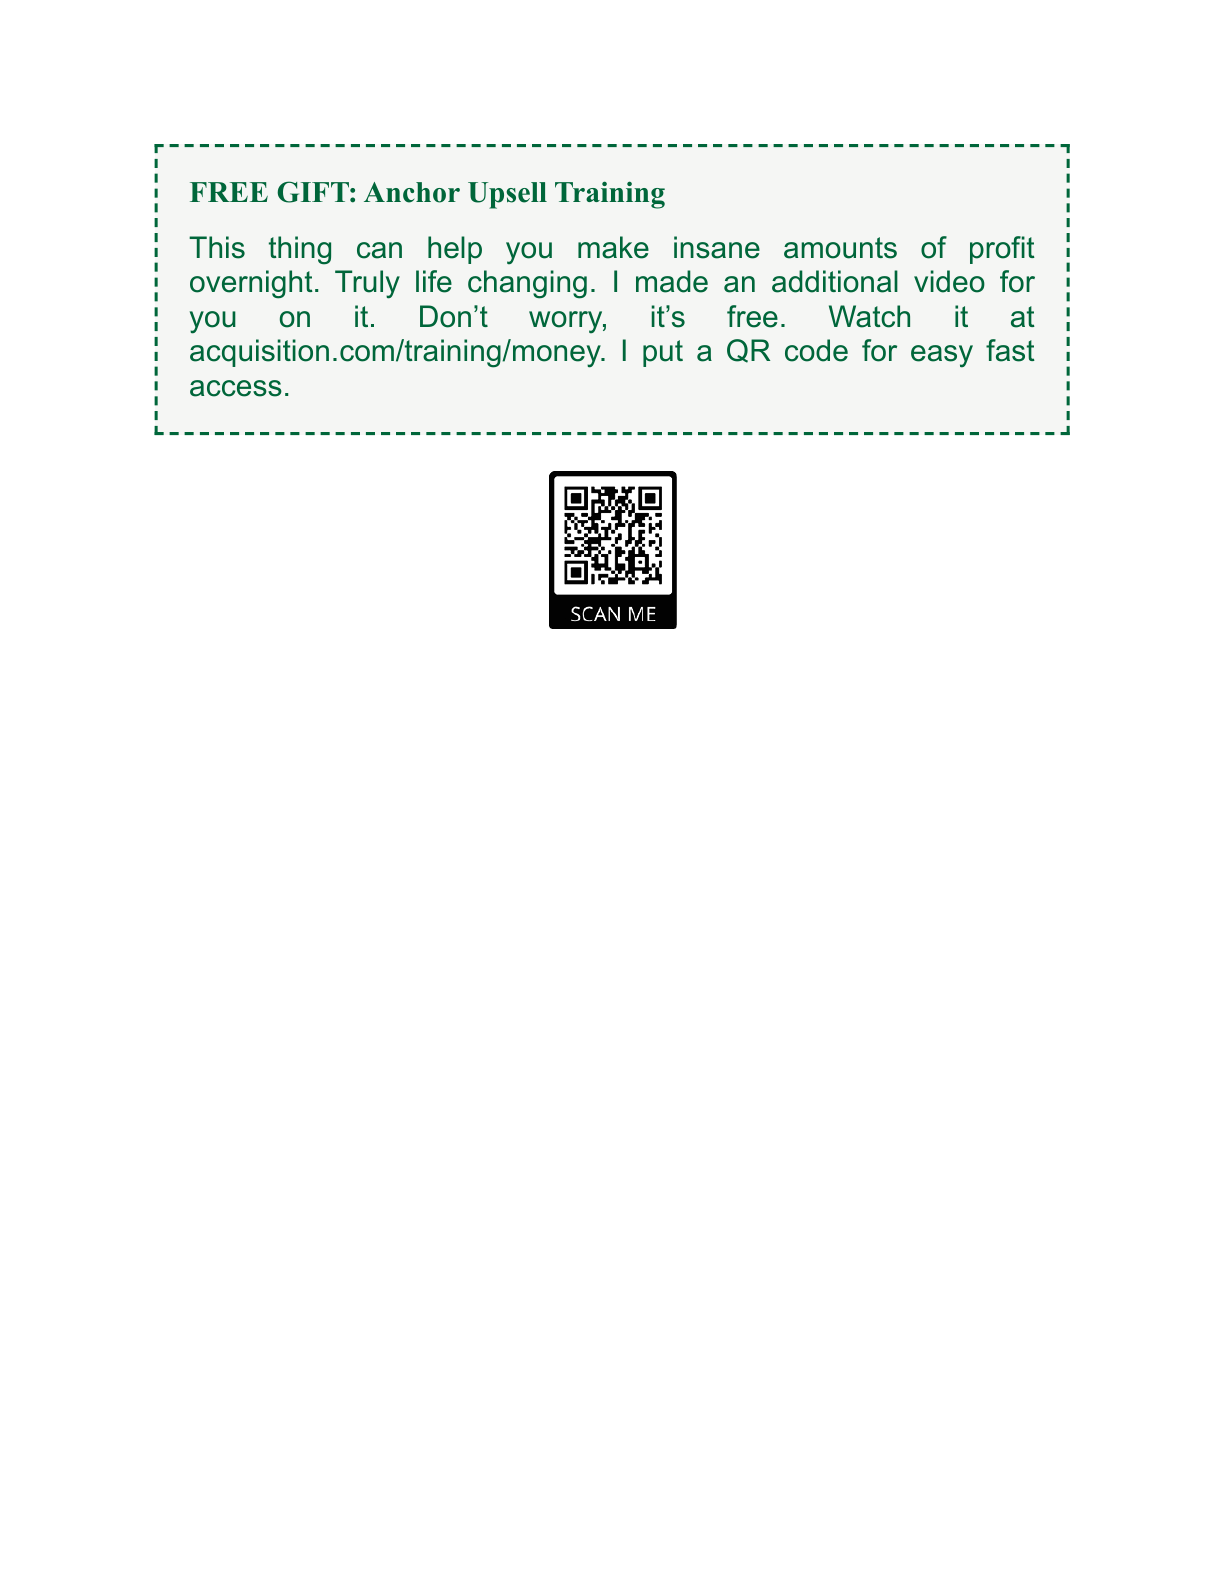 FREE GIFT: Anchor Upsell Training
This thing can help you make insane amounts of profit
overnight. Truly life changing. I made an additional video for
you on it. Don’t worry, it’s free. Watch it at
acquisition.com/training/money. I put a QR code for easy fast
access.
SCAN ME